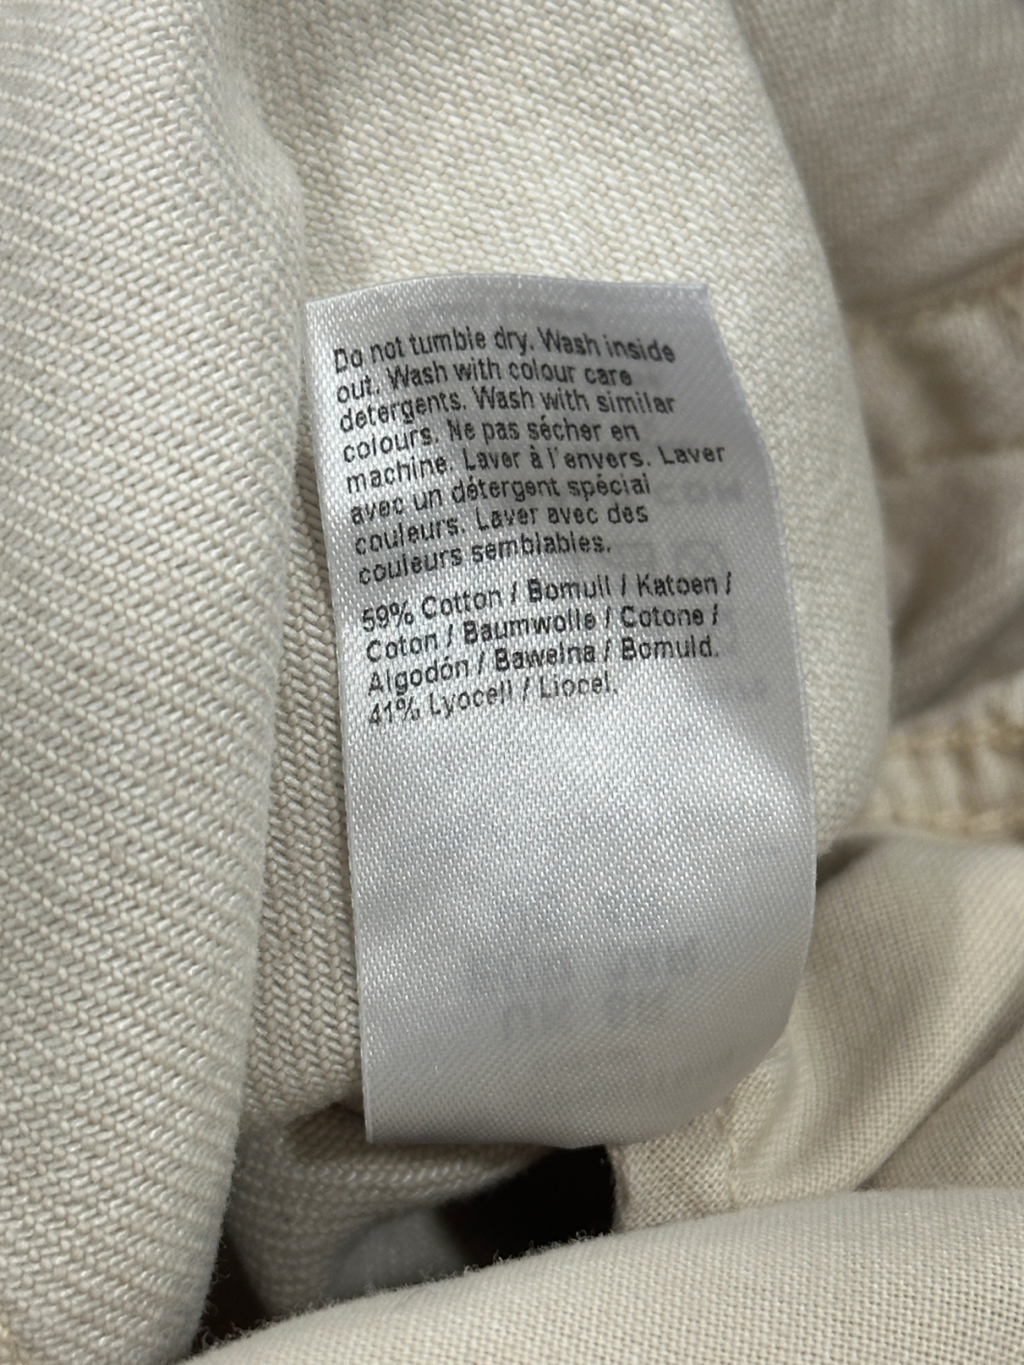 Do not tumble dry. Wash inside
out. Wash with colour care
detergents. Wash with similar
colours. Ne pas sécher en
machine. Laver à l'envers. Laver
avec un détergent spécial
couleurs. Laver avec des
couleurs semblables.
59% Cotton / Bomull / Katoen /
Coton / Baumwolle / Cotone /
Algodón / Bawełna / Bomuld.
41% Lyocell / Liocel.